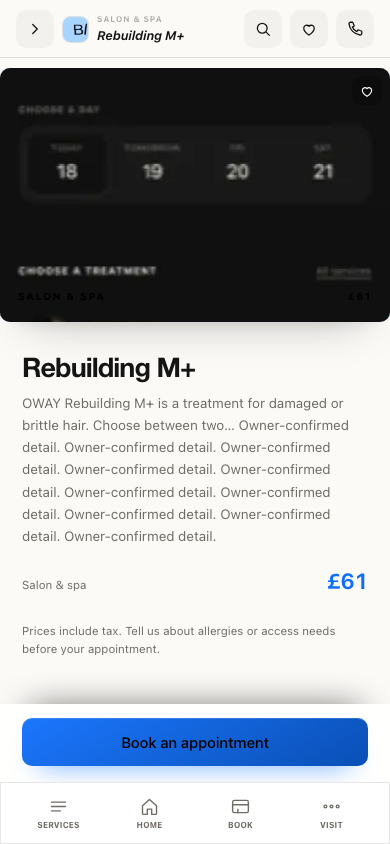 Bl
SALON & SPA
Rebuilding M+
CHOOSE A DAY
TODAY
TOMORROW
FRI
SAT
18
19
20
21
CHOOSE A TREATMENT
All services
SALON & SPA
£61
Rebuilding M+
OWAY Rebuilding M+ is a treatment for damaged or
brittle hair. Choose between two... Owner-confirmed
detail. Owner-confirmed detail. Owner-confirmed
detail. Owner-confirmed detail. Owner-confirmed
detail. Owner-confirmed detail. Owner-confirmed
detail. Owner-confirmed detail. Owner-confirmed
detail. Owner-confirmed detail.
Salon & spa
£61
Prices include tax. Tell us about allergies or access needs
before your appointment.
Book an appointment
SERVICES
HOME
BOOK
VISIT